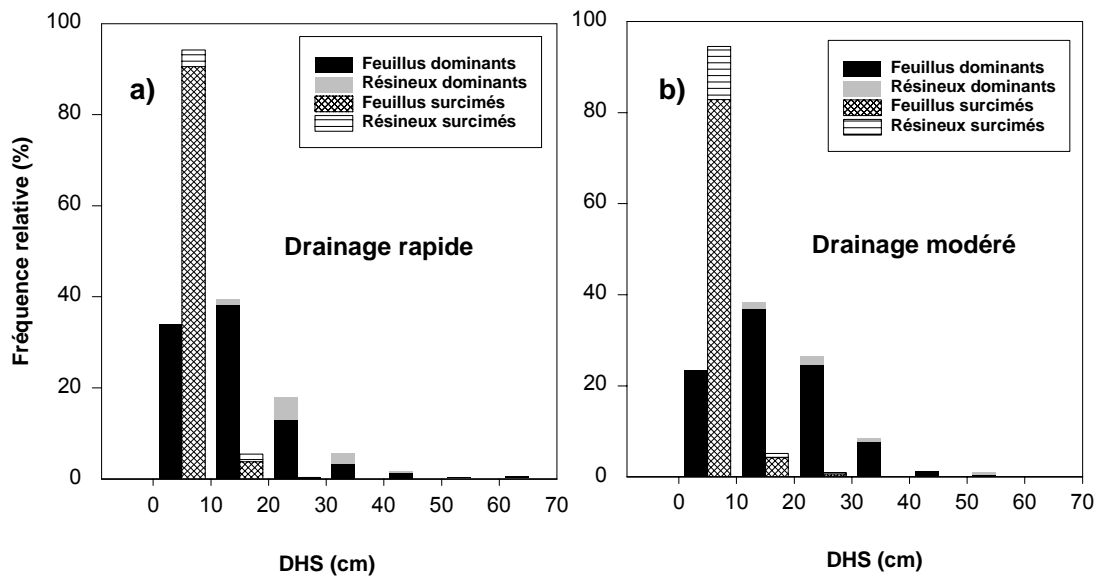 Fréquence relative (%)
100
80
60
40
20
0
a)
Feuillus dominants
Résineux dominants
Feuillus surcimés
Résineux surcimés
Drainage rapide
0 10 20 30 40 50 60 70
DHS (cm)
100
80
60
40
20
0
b)
Feuillus dominants
Résineux dominants
Feuillus surcimés
Résineux surcimés
Drainage modéré
0 10 20 30 40 50 60 70
DHS (cm)